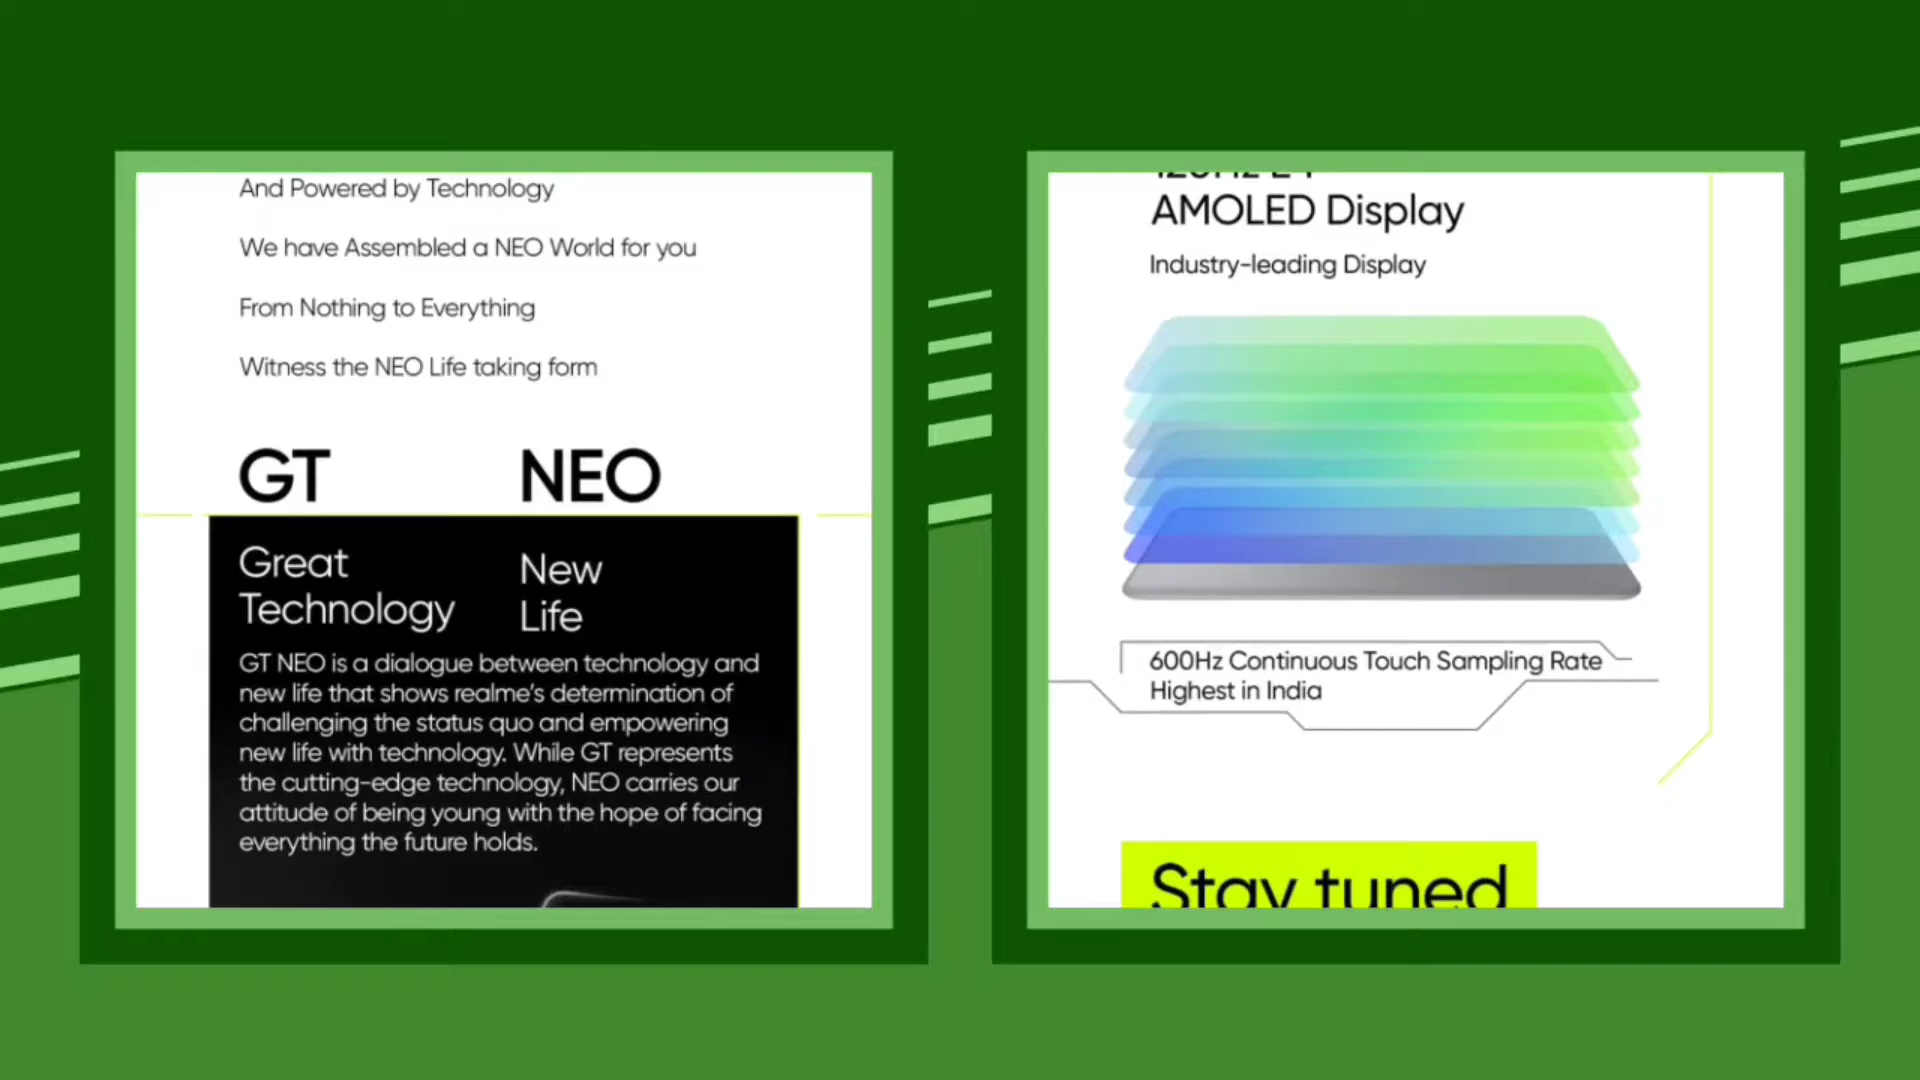 And Powered by Technology
We have Assembled a NEO World for you
From Nothing to Everything
Witness the NEO Life taking form
GT NEO
Great New
Technology Life
GT NEO is a dialogue between technology and
new life that shows realme's determination of
challenging the status quo and empowering
new life with technology. While GT represents
the cutting-edge technology, NEO carries our
attitude of being young with the hope of facing
everything the future holds.
AMOLED Display
Industry-leading Display
600Hz Continuous Touch Sampling Rate
Highest in India
Stay tuned